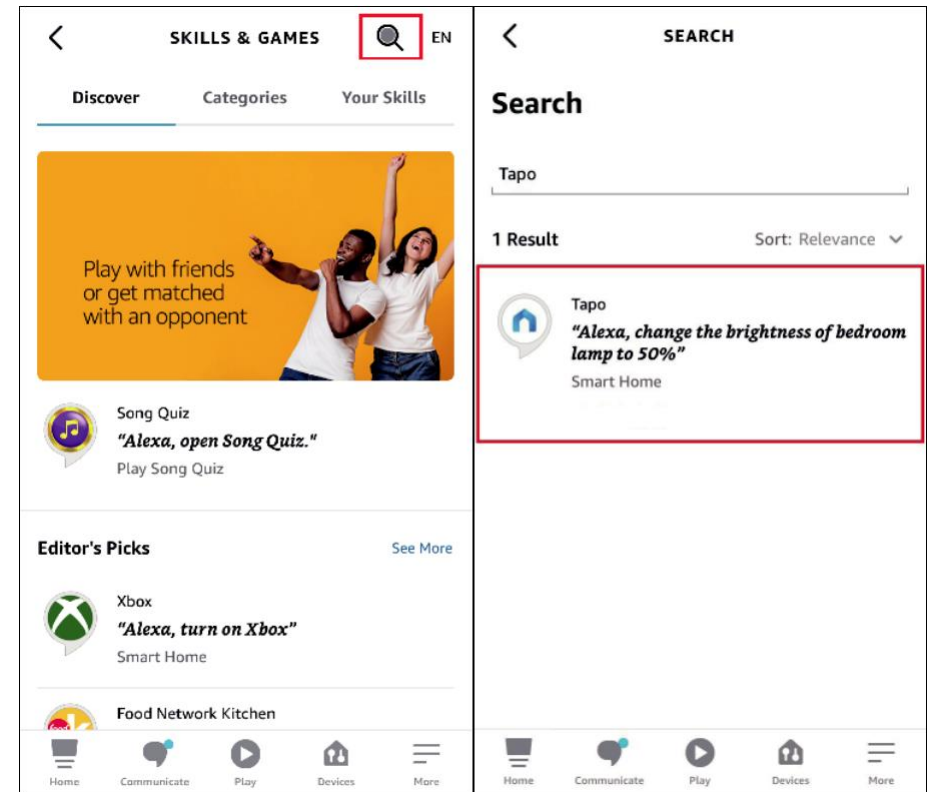 SKILLS & GAMES
EN
Discover
Categories
Your Skills
Play with friends
or get matched
with an opponent
Song Quiz
"Alexa, open Song Quiz."
Play Song Quiz
Editor's Picks
See More
Xbox
"Alexa, turn on Xbox"
Smart Home
food
Food Network Kitchen
Home
Communicate
Play
Devices
More
SEARCH
Search
Tapo
1 Result
Sort: Relevance
Tapo
"Alexa, change the brightness of bedroom
lamp to 50%"
Smart Home
Home
Communicate
Play
Devices
More